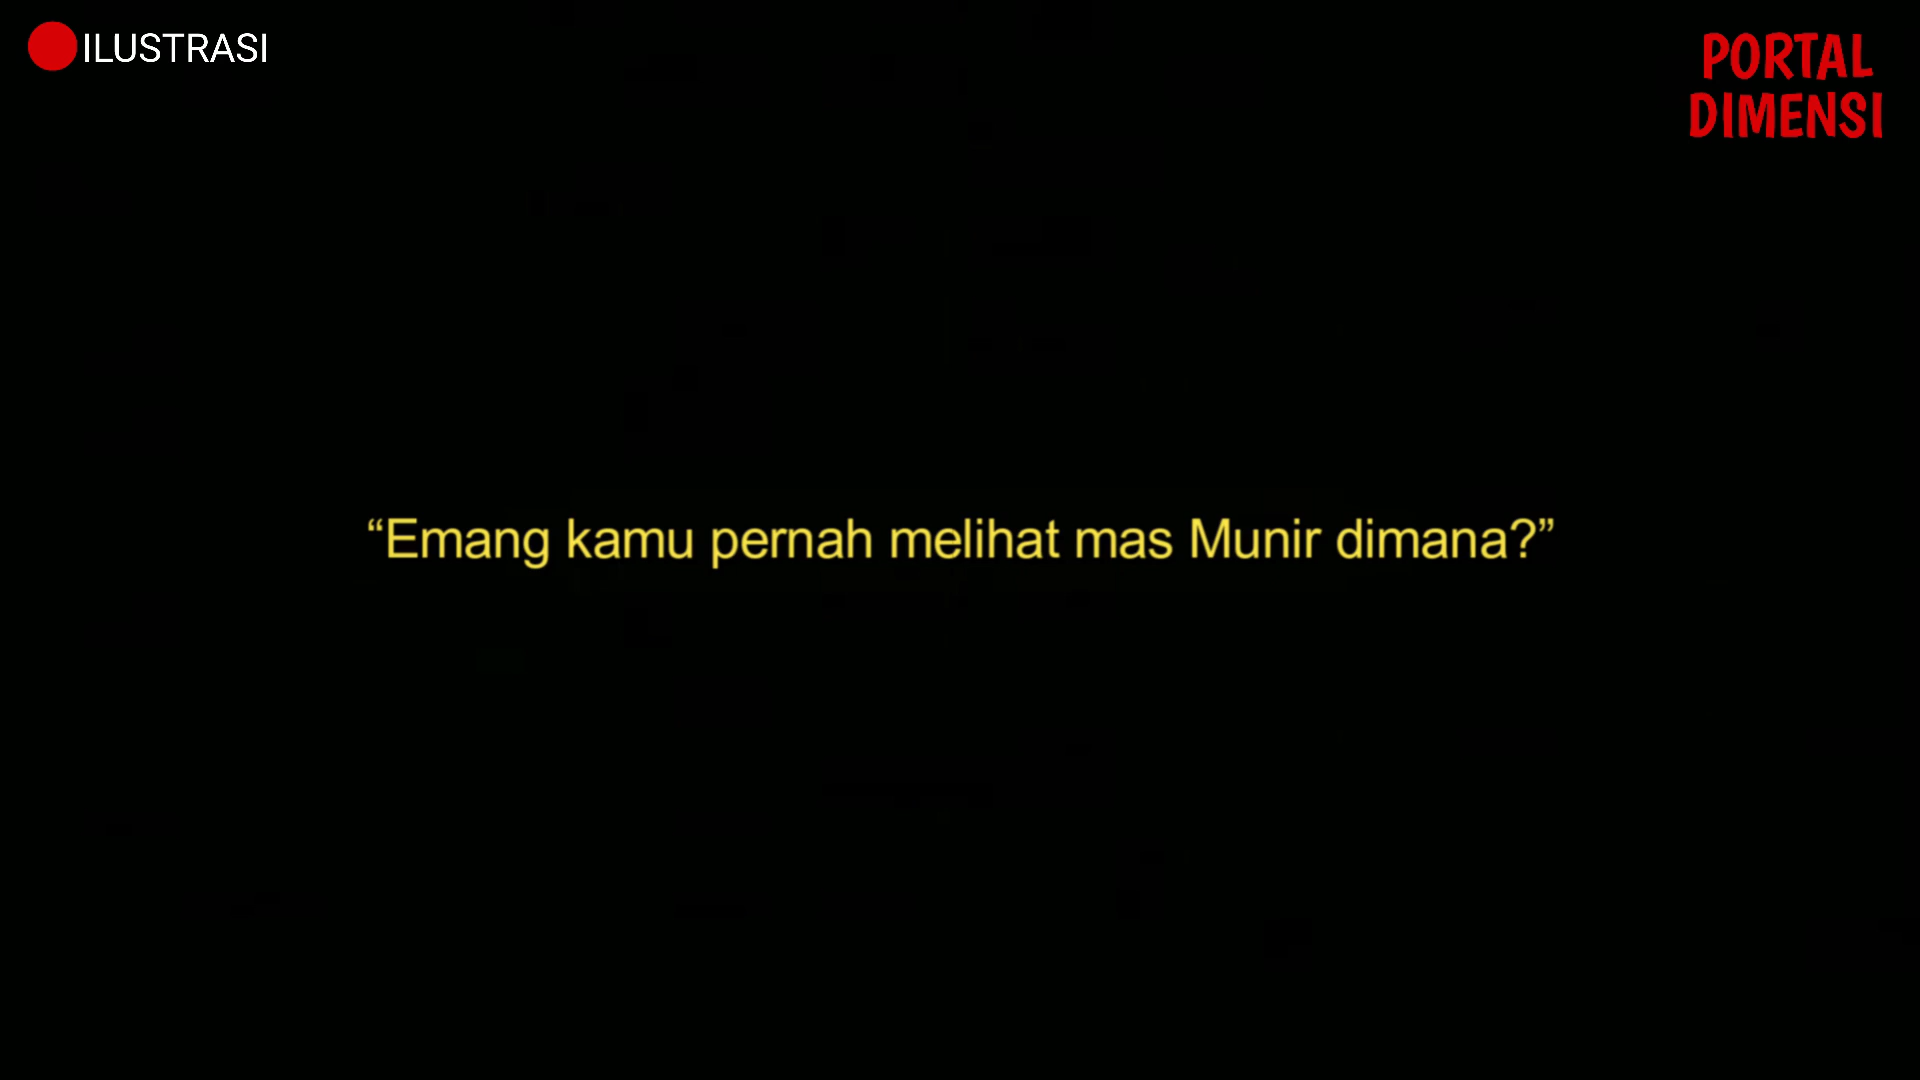 ILUSTRASI
PORTAL
DIMENSI
“Emang kamu pernah melihat mas Munir dimana?”